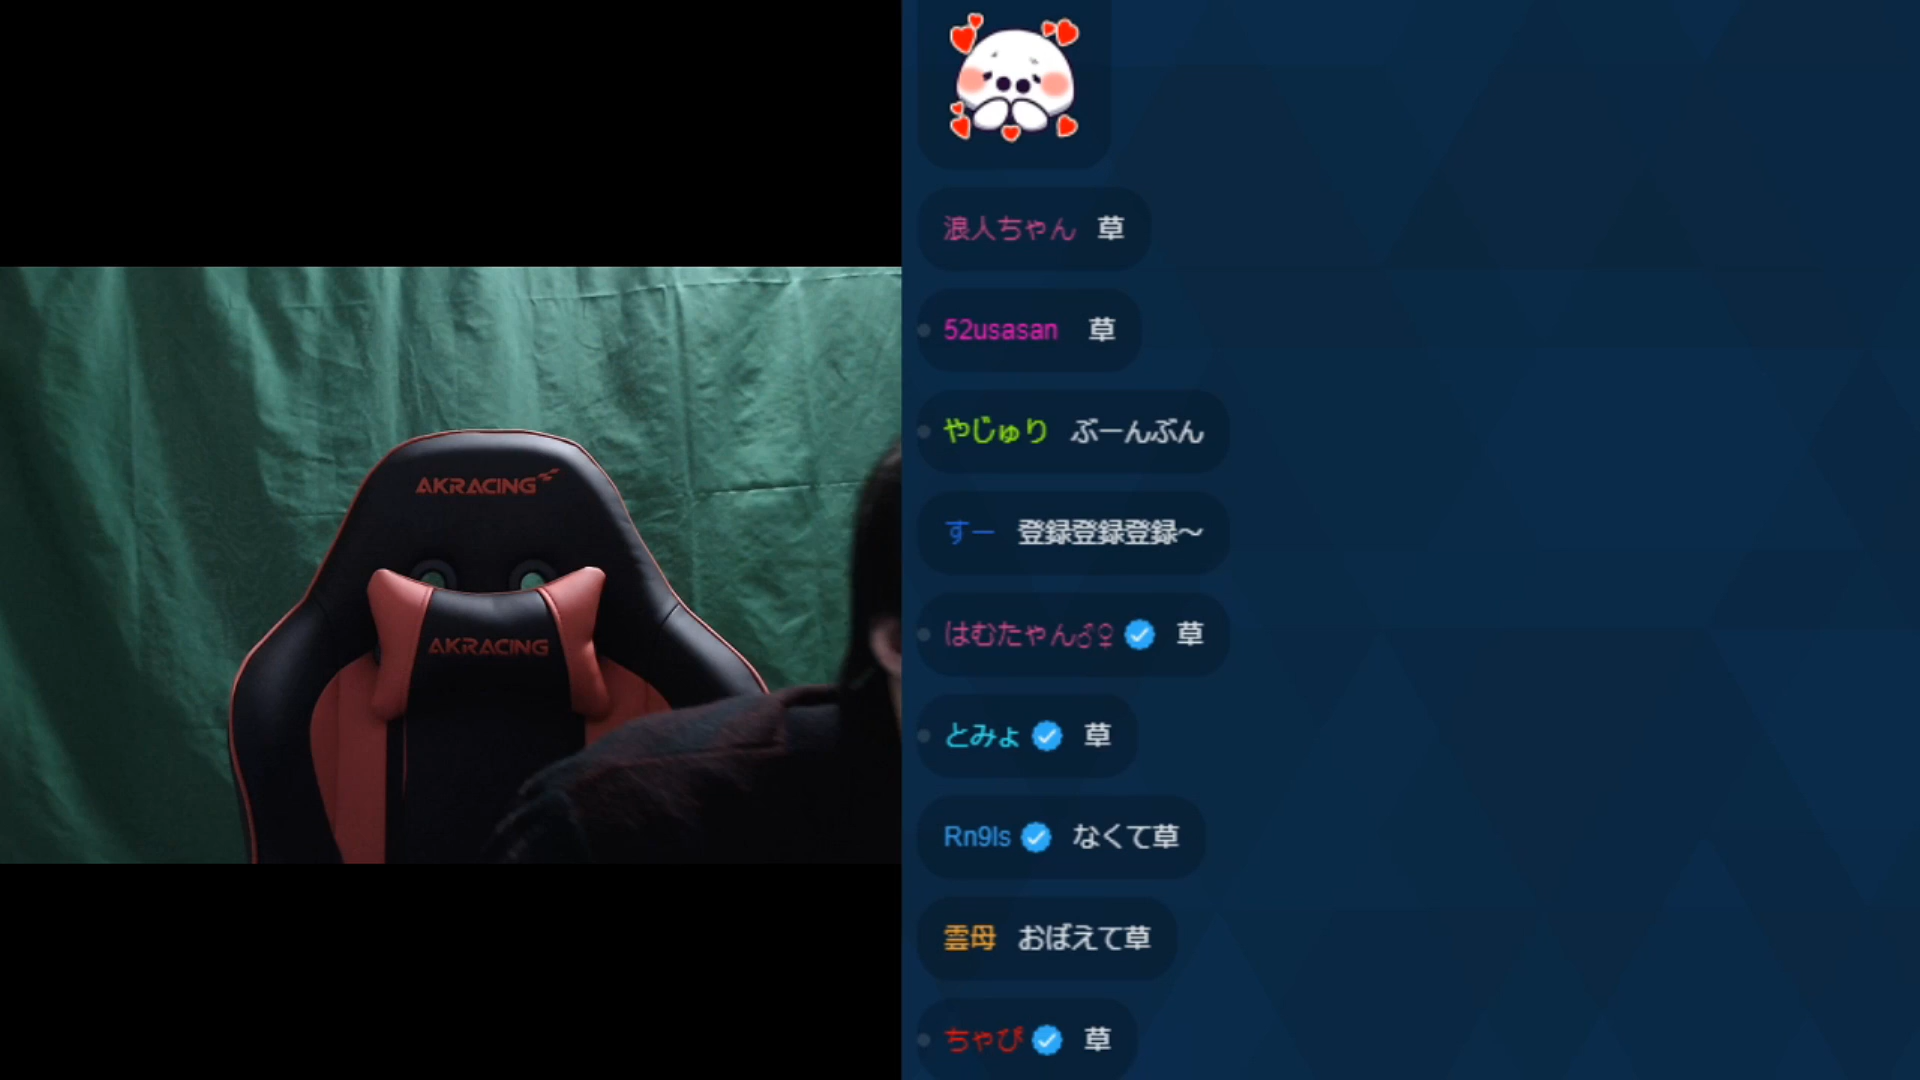 AKRACING
AKRACING
浪人ちゃん 草
52usasan 草
やじゅり ぶーんぶん
すー 登録登録登録～
はむたゃん♂♀ 草
とみょ 草
Rn9ls なくて草
雲母 おぼえて草
ちゃぴ 草